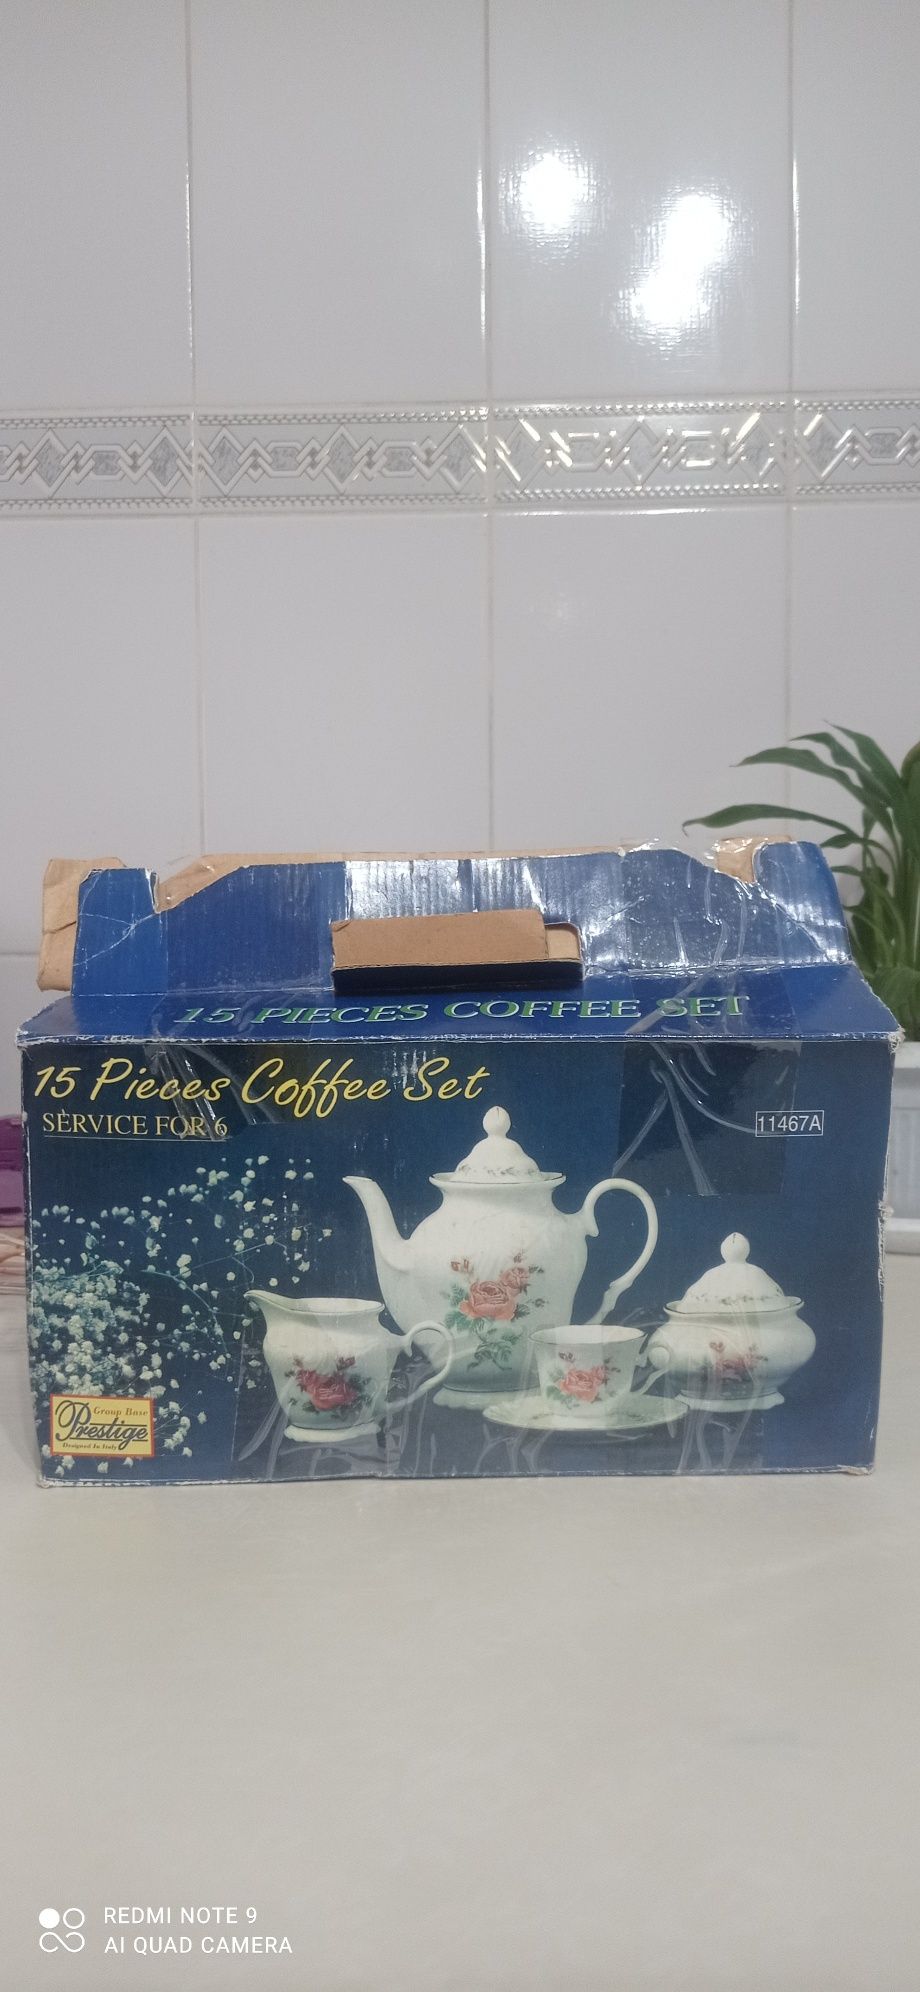 15 PIECES COFFEE SET
15 Pieces Coffee Set
SERVICE FOR 6
11467A
Group Base
Prestige
Designed In Italy
REDMI NOTE 9
AI QUAD CAMERA